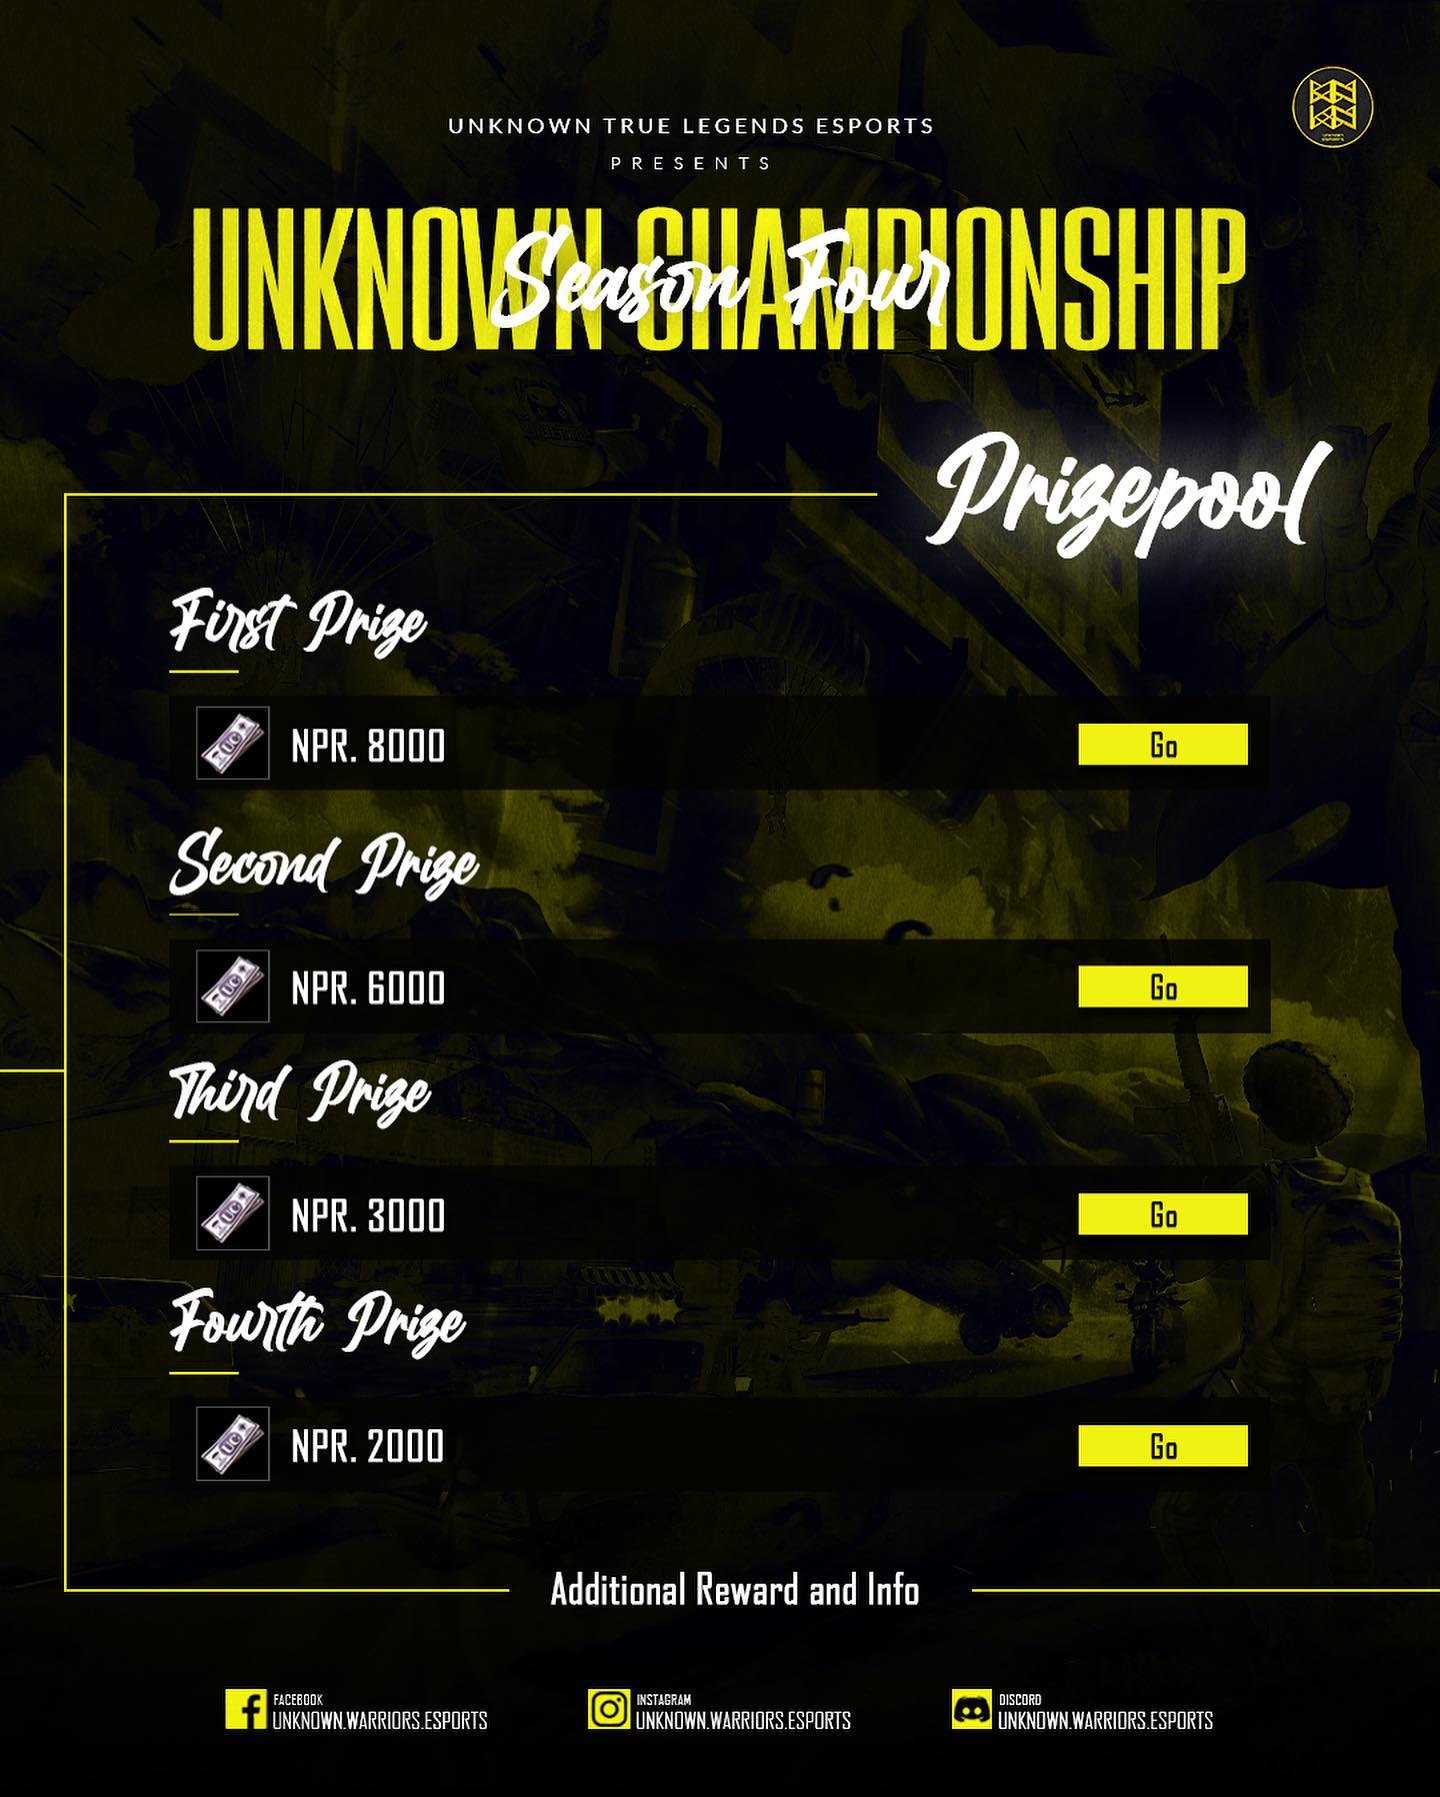 UNKNOWN TRUE LEGENDS ESPORTS
PRESENTS
UNKNOWN CHAMPIONSHIP
Season Four
Prizepool
First Prize
NPR. 8000
Go
Second Prize
NPR. 6000
Go
Third Prize
NPR. 3000
Go
Fourth Prize
NPR. 2000
Go
Additional Reward and Info
FACEBOOK
UNKNOWN.WARRIORS.ESPORTS
INSTAGRAM
UNKNOWN.WARRIORS.ESPORTS
DISCORD
UNKNOWN.WARRIORS.ESPORTS